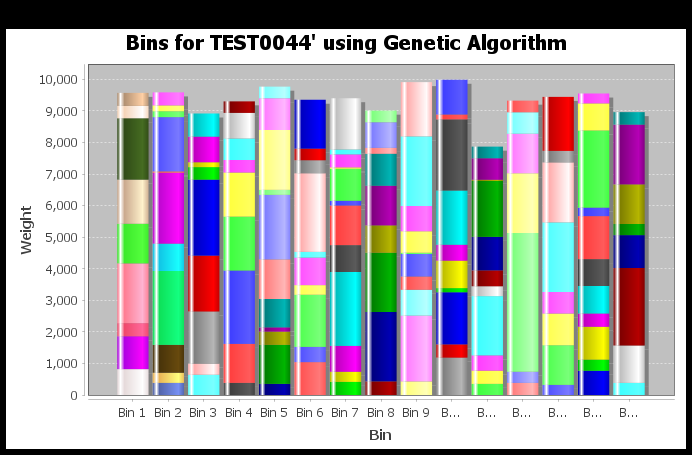 Bins for TEST0044' using Genetic Algorithm
10,000
9,000
8,000
7,000
6,000
5,000
4,000
3,000
2,000
1,000
0
Weight
Bin 1 Bin 2 Bin 3 Bin 4 Bin 5 Bin 6 Bin 7 Bin 8 Bin 9 B... B... B... B... B... B...
Bin